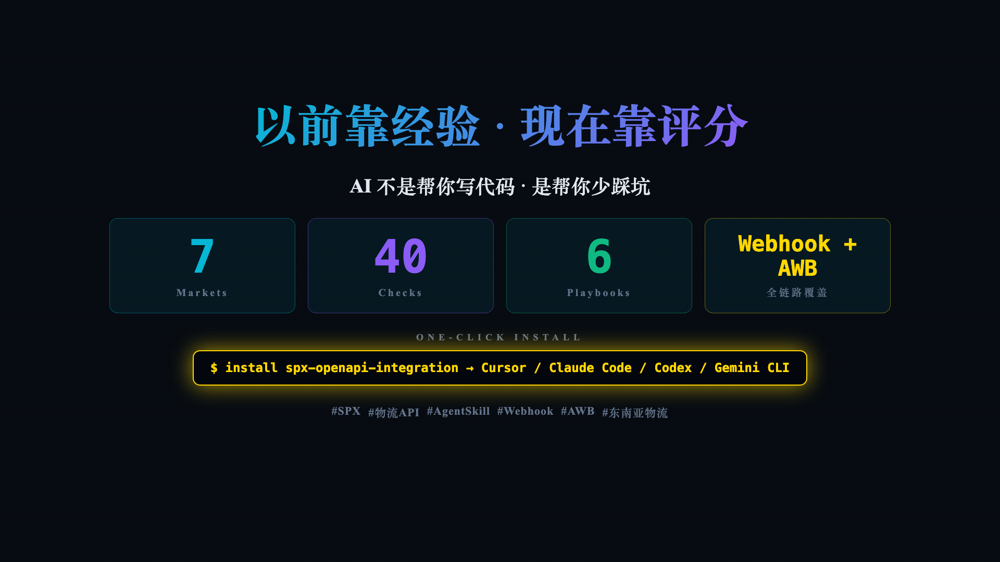 以前靠经验 · 现在靠评分
AI 不是帮你写代码 · 是帮你少踩坑
7
Markets
40
Checks
6
Playbooks
Webhook +
AWB
全链路覆盖
ONE-CLICK INSTALL
$ install spx-openapi-integration → Cursor / Claude Code / Codex / Gemini CLI
#SPX #物流API #AgentSkill #Webhook #AWB #东南亚物流